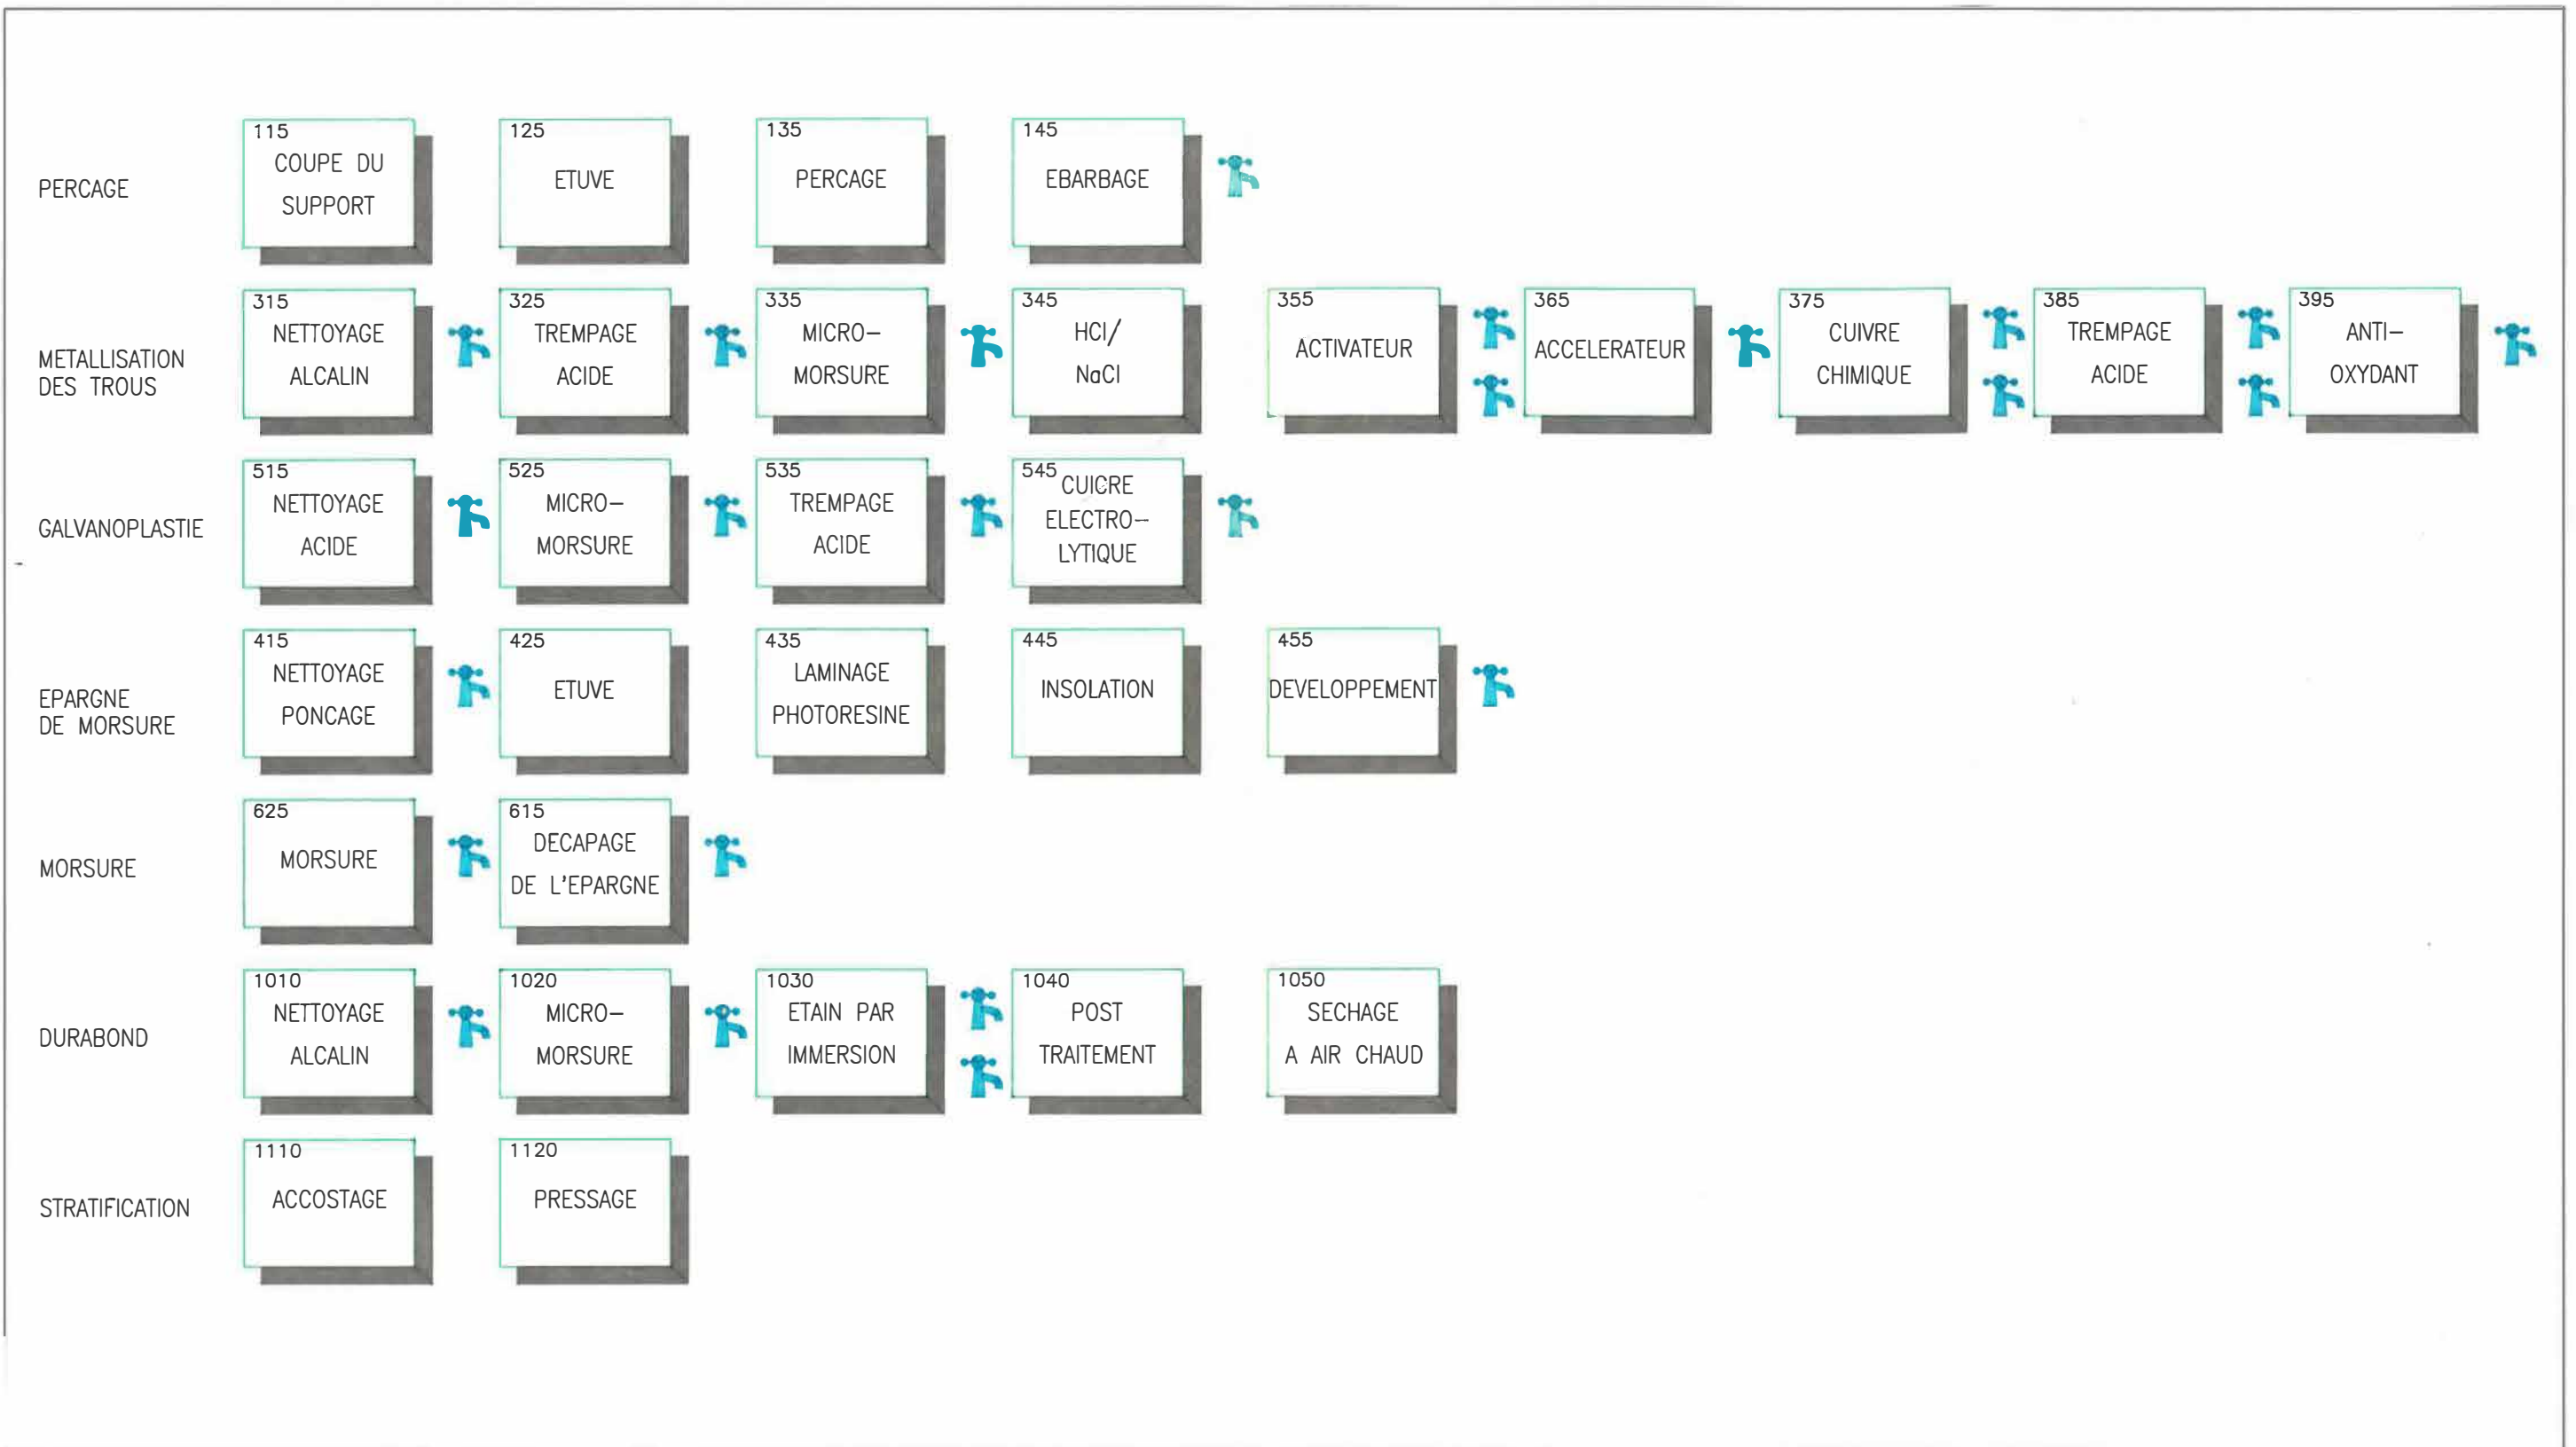 PERCAGE
115
COUPE DU
SUPPORT
125
ETUVE
135
PERCAGE
145
EBARBAGE
METALLISATION
DES TROUS
315
NETTOYAGE
ALCALIN
325
TREMPAGE
ACIDE
335
MICRO–
MORSURE
345
HCl/
NaCl
355
ACTIVATEUR
365
ACCELERATEUR
375
CUIVRE
CHIMIQUE
385
TREMPAGE
ACIDE
395
ANTI–
OXYDANT
GALVANOPLASTIE
515
NETTOYAGE
ACIDE
525
MICRO–
MORSURE
535
TREMPAGE
ACIDE
545
CUICRE
ELECTRO–
LYTIQUE
EPARGNE
DE MORSURE
415
NETTOYAGE
PONCAGE
425
ETUVE
435
LAMINAGE
PHOTORESINE
445
INSOLATION
455
DEVELOPPEMENT
MORSURE
625
MORSURE
615
DECAPAGE
DE L'EPARGNE
DURABOND
1010
NETTOYAGE
ALCALIN
1020
MICRO–
MORSURE
1030
ETAIN PAR
IMMERSION
1040
POST
TRAITEMENT
1050
SECHAGE
A AIR CHAUD
STRATIFICATION
1110
ACCOSTAGE
1120
PRESSAGE